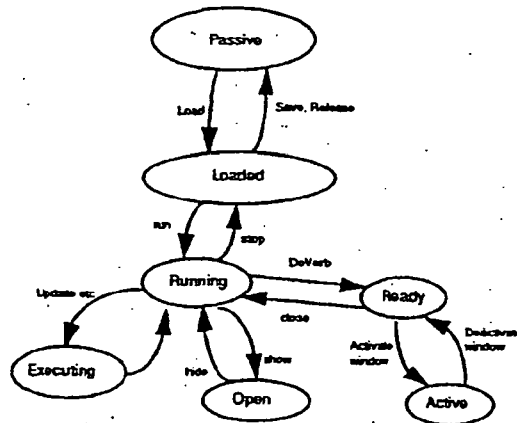 Passive
Load
Save, Release
Loaded
run
stop
DoVerb
Running
Ready
Update etc
close
Activate window
Deactivate window
Executing
hide
show
Open
Active